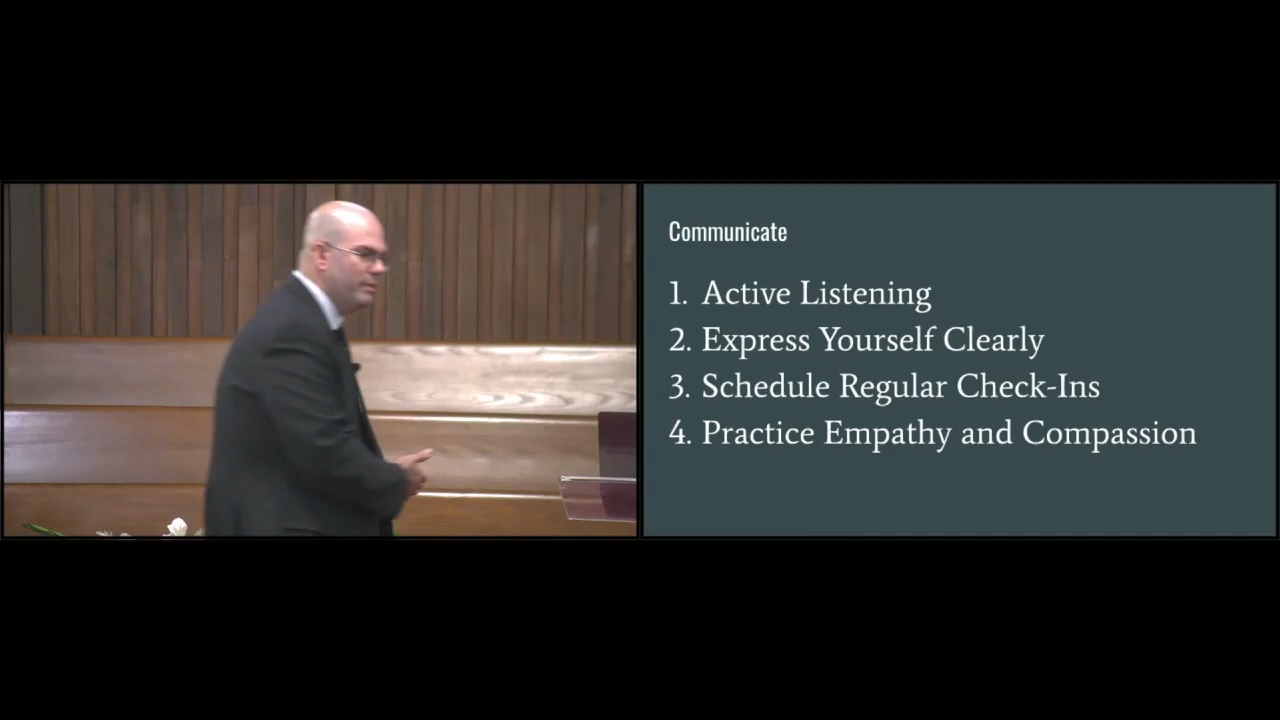 Communicate
1. Active Listening
2. Express Yourself Clearly
3. Schedule Regular Check-Ins
4. Practice Empathy and Compassion